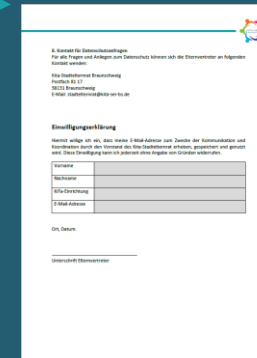 8. Kontakt für Datenschutzanfragen
Für alle Fragen und Anliegen zum Datenschutz können sich die Elternvertreter an folgenden
Kontakt wenden:
Kita-Stadtelternrat Braunschweig
Postfach 81 17
38131 Braunschweig
E-Mail: stadtelternrat@kita-ser-bs.de
Einwilligungserklärung
Hiermit willige ich ein, dass meine E-Mail-Adresse zum Zwecke der Kommunikation und
Koordination durch den Vorstand des Kita-Stadtelternrat erhoben, gespeichert und genutzt
wird. Diese Einwilligung kann ich jederzeit ohne Angabe von Gründen widerrufen.
Vorname
Nachname
KiTa-Einrichtung
E-Mail-Adresse
Ort, Datum:
Unterschrift Elternvertreter